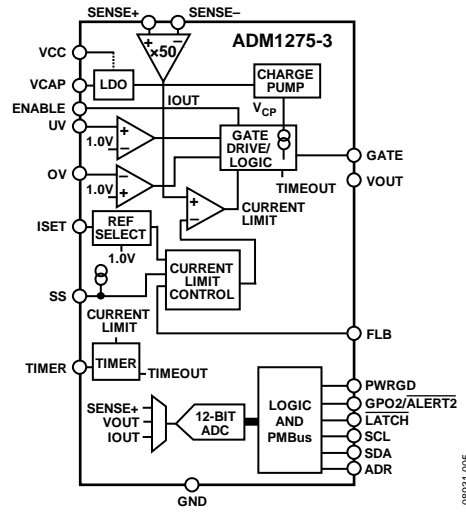 SENSE+ SENSE–
ADM1275-3
+ –
×50
VCC
VCAP
LDO
CHARGE
PUMP
ENABLE
IOUT
VCP
UV
+
1.0V
–
GATE
DRIVE/
LOGIC
GATE
OV
–
1.0V
+
TIMEOUT
VOUT
+
–
CURRENT
LIMIT
ISET
REF
SELECT
1.0V
CURRENT
LIMIT
CONTROL
SS
CURRENT
LIMIT
FLB
TIMER
TIMER
TIMEOUT
PWRGD
SENSE+
VOUT
IOUT
12-BIT
ADC
LOGIC
AND
PMBus
GPO2/ALERT2
LATCH
SCL
SDA
ADR
GND
08931-005